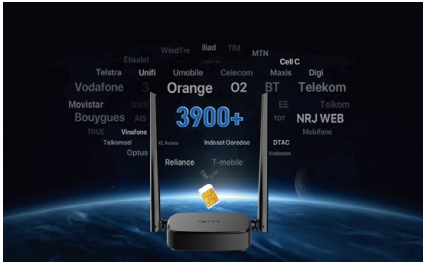 WindTre iliad TIM MTN
Etisalat Cell C
Telstra Unifi Umobile Celecom Maxis Digi
Vodafone 3 Orange O2 BT Telekom
Movistar EE Telkom
Bouygues AIS 3900+ TOT NRJ WEB
TRUE Vinafone Mobifone
Telkomsel XL Axiata Indosat Ooredoo DTAC
Optus Vodacom
Reliance T-mobile